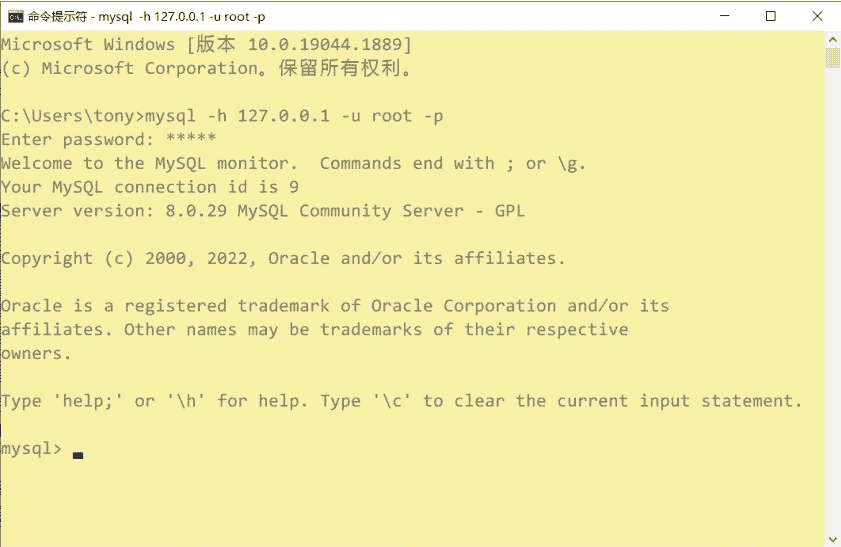 命令提示符 - mysql -h 127.0.0.1 -u root -p
Microsoft Windows [版本 10.0.19044.1889]
(c) Microsoft Corporation。保留所有权利。
C:\Users\tony>mysql -h 127.0.0.1 -u root -p
Enter password: *****
Welcome to the MySQL monitor.  Commands end with ; or \g.
Your MySQL connection id is 9
Server version: 8.0.29 MySQL Community Server - GPL
Copyright (c) 2000, 2022, Oracle and/or its affiliates.
Oracle is a registered trademark of Oracle Corporation and/or its
affiliates. Other names may be trademarks of their respective
owners.
Type 'help;' or '\h' for help. Type '\c' to clear the current input statement.
mysql>